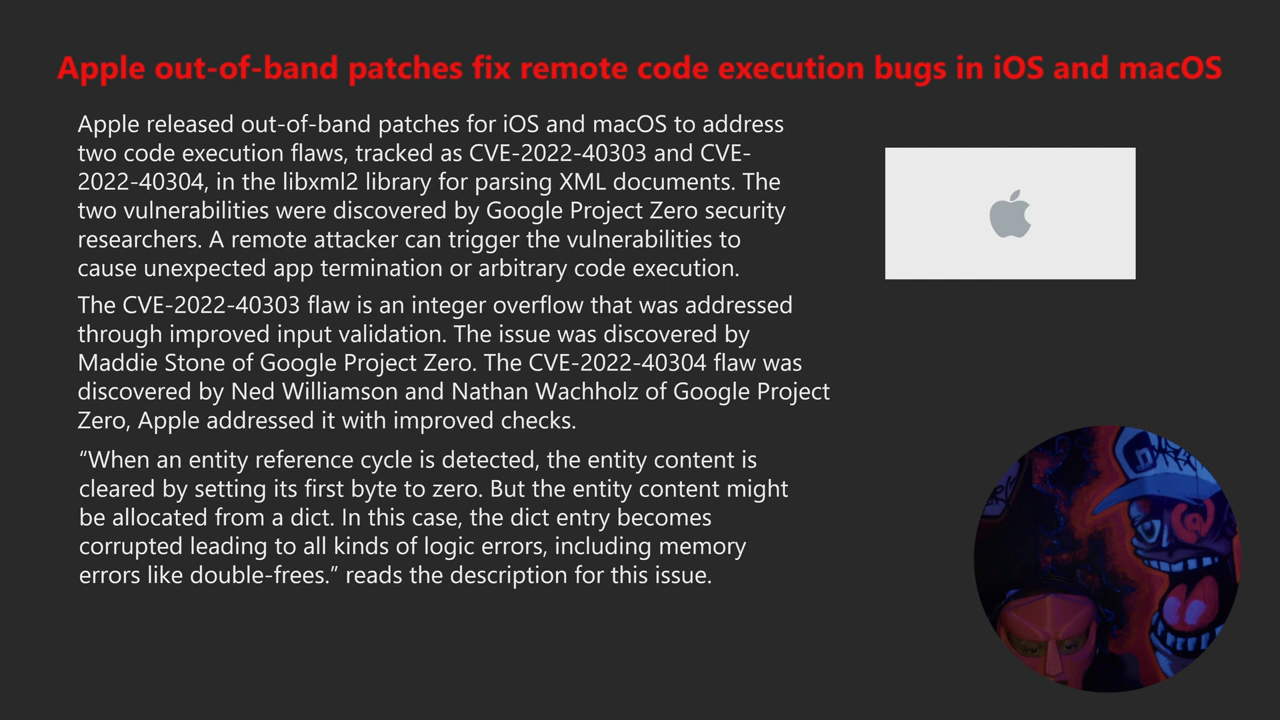 Apple out-of-band patches fix remote code execution bugs in iOS and macOS
Apple released out-of-band patches for iOS and macOS to address
two code execution flaws, tracked as CVE-2022-40303 and CVE-
2022-40304, in the libxml2 library for parsing XML documents. The
two vulnerabilities were discovered by Google Project Zero security
researchers. A remote attacker can trigger the vulnerabilities to
cause unexpected app termination or arbitrary code execution.
The CVE-2022-40303 flaw is an integer overflow that was addressed
through improved input validation. The issue was discovered by
Maddie Stone of Google Project Zero. The CVE-2022-40304 flaw was
discovered by Ned Williamson and Nathan Wachholz of Google Project
Zero, Apple addressed it with improved checks.
“When an entity reference cycle is detected, the entity content is
cleared by setting its first byte to zero. But the entity content might
be allocated from a dict. In this case, the dict entry becomes
corrupted leading to all kinds of logic errors, including memory
errors like double-frees.” reads the description for this issue.